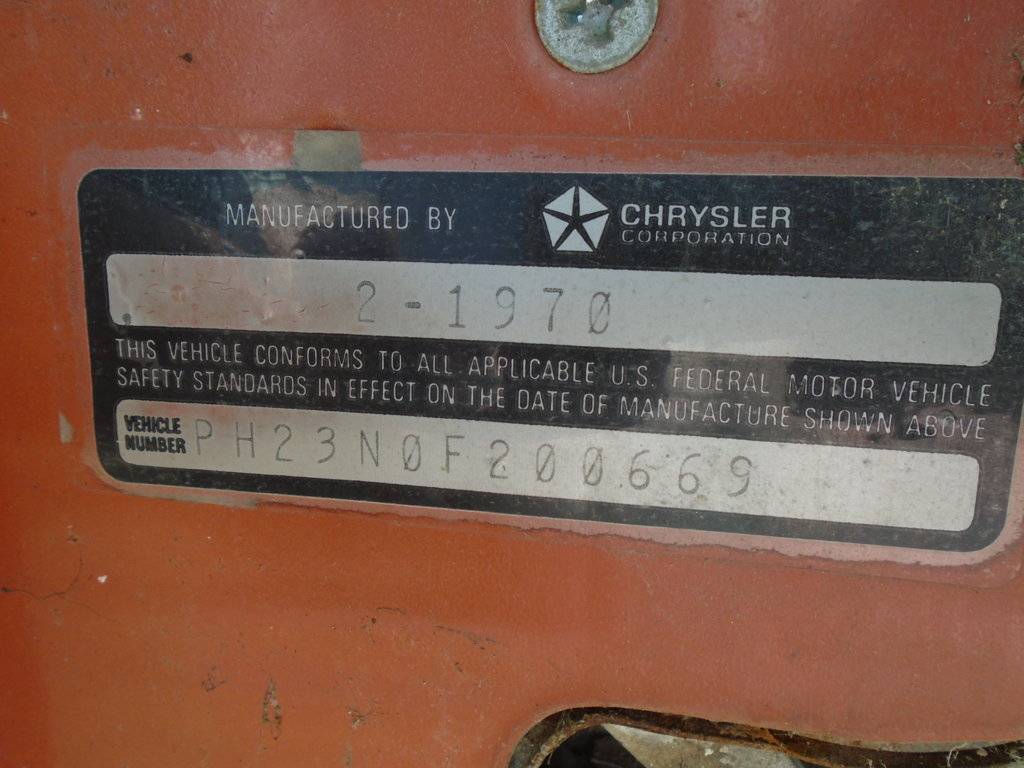 MANUFACTURED BY CHRYSLER
CORPORATION
2-1970
THIS VEHICLE CONFORMS TO ALL APPLICABLE U.S. FEDERAL MOTOR VEHICLE
SAFETY STANDARDS IN EFFECT ON THE DATE OF MANUFACTURE SHOWN ABOVE
VEHICLE
NUMBER PH23N0F200669